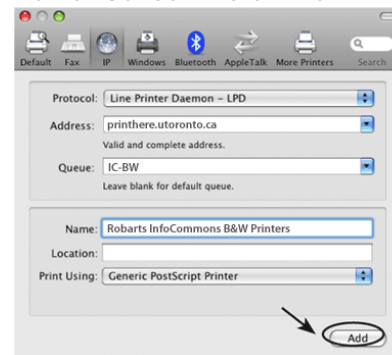 Default Fax IP Windows Bluetooth AppleTalk More Printers Search
Protocol: Line Printer Daemon – LPD
Address: printhere.utoronto.ca
Valid and complete address.
Queue: IC-BW
Leave blank for default queue.
Name: Robarts InfoCommons B&W Printers
Location:
Print Using: Generic PostScript Printer
Add